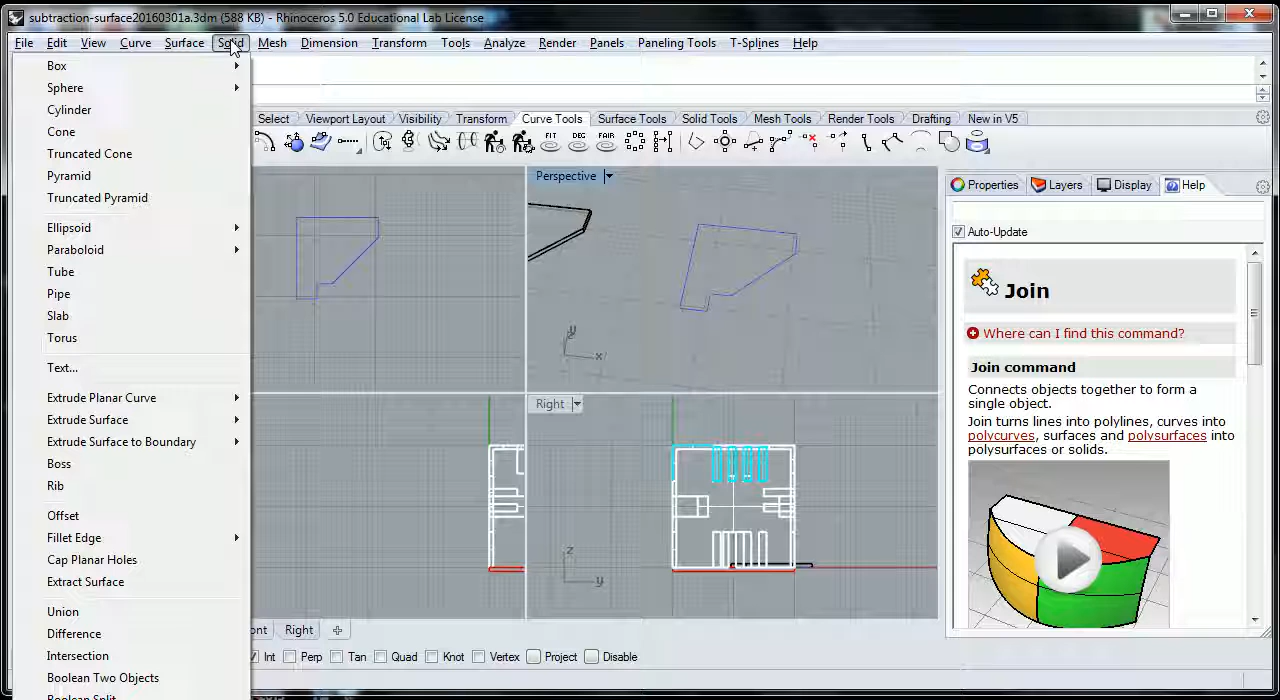 subtraction-surface20160301a.3dm (588 KB) - Rhinoceros 5.0 Educational Lab License
File Edit View Curve Surface Solid Mesh Dimension Transform Tools Analyze Render Panels Paneling Tools T-Splines Help
Select Viewport Layout Visibility Transform Curve Tools Surface Tools Solid Tools Mesh Tools Render Tools Drafting New in V5
FIT DEG FAIR
Box
Sphere
Cylinder
Cone
Truncated Cone
Pyramid
Truncated Pyramid
Ellipsoid
Paraboloid
Tube
Pipe
Slab
Torus
Text...
Extrude Planar Curve
Extrude Surface
Extrude Surface to Boundary
Boss
Rib
Offset
Fillet Edge
Cap Planar Holes
Extract Surface
Union
Difference
Intersection
Boolean Two Objects
Boolean Split
Perspective
y
x
Right
z
y
Properties Layers Display Help
Auto-Update
Join
Where can I find this command?
Join command
Connects objects together to form a
single object.
Join turns lines into polylines, curves into
polycurves, surfaces and polysurfaces into
polysurfaces or solids.
ont Right
Int Perp Tan Quad Knot Vertex Project Disable